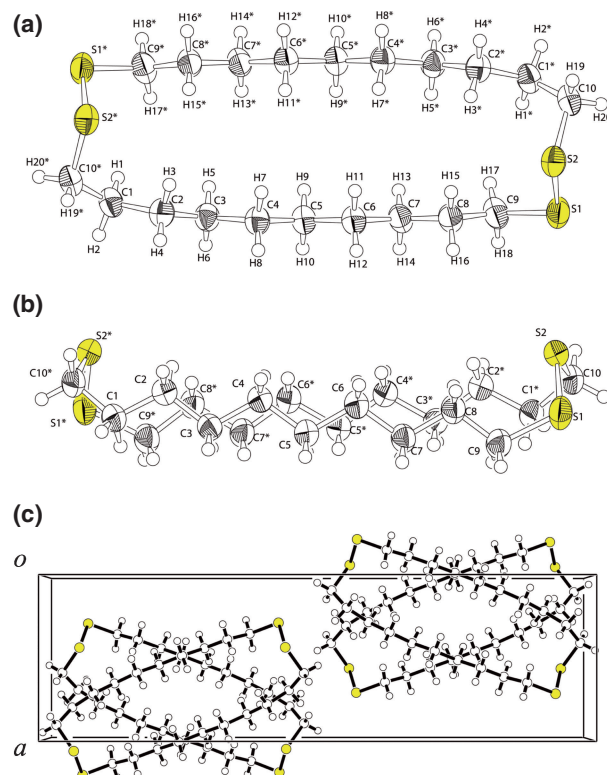 (a)
H18* H16* H14* H12* H10* H8* H6* H4* H2*
S1* C9* C8* C7* C6* C5* C4* C3* C2* C1* H19
C10
H17* H15* H13* H11* H9* H7* H5* H3* H1* H20
S2*
H20* C10* H1 H3 H5 H7 H9 H11 H13 H15 H17 S2
H19* C1 C2 C3 C4 C5 C6 C7 C8 C9 S1
H2 H4 H6 H8 H10 H12 H14 H16 H18
(b)
S2* S2
C10* C2 C8* C4 C6* C6 C4* C2* C10
C1 C3* C1*
S1* C9* C3 C7* C5 C5* C7 C8 C9 S1
(c)
o
a